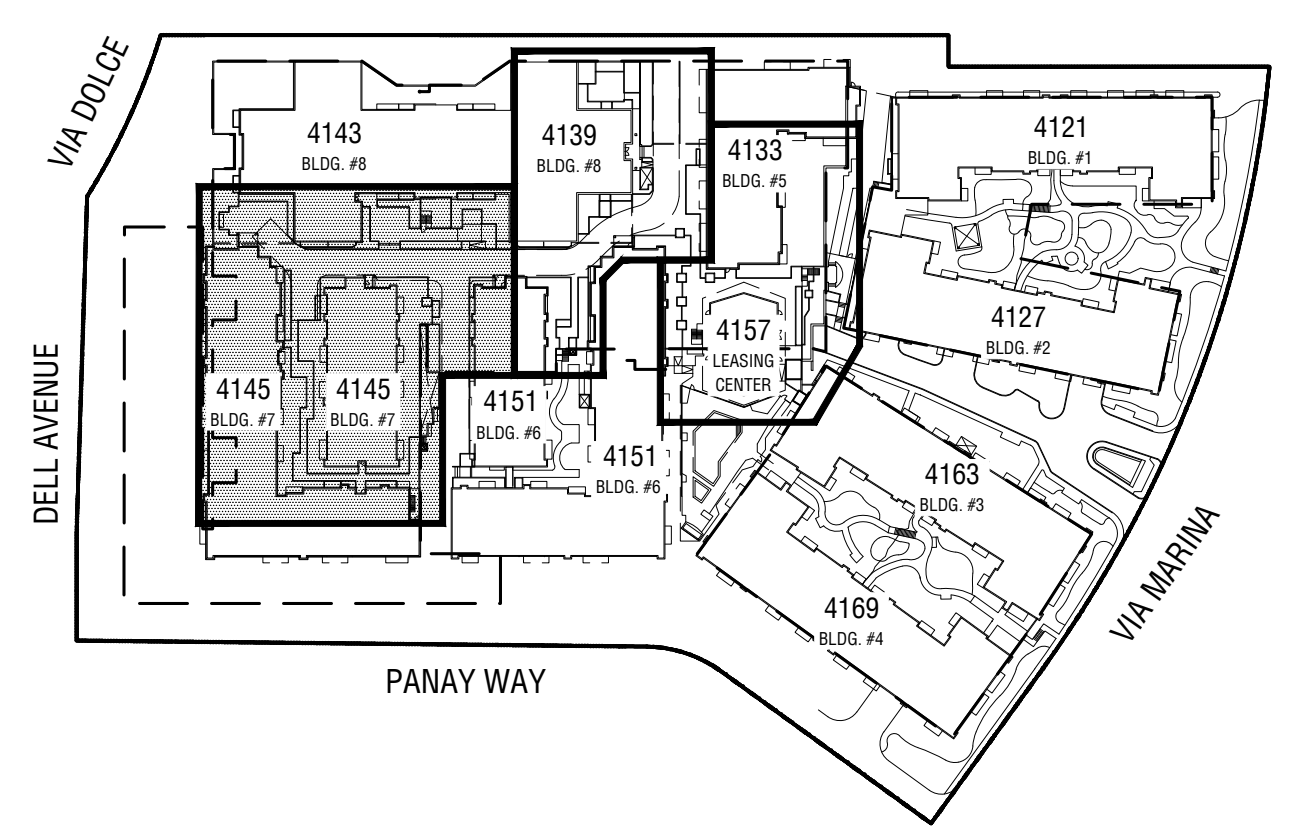 VIA DOLCE
4143
BLDG. #8
4139
BLDG. #8
4133
BLDG. #5
4121
BLDG. #1
4127
BLDG. #2
4157
LEASING
CENTER
DELL AVENUE
4145
BLDG. #7
4145
BLDG. #7
4151
BLDG. #6
4151
BLDG. #6
4163
BLDG. #3
4169
BLDG. #4
VIA MARINA
PANAY WAY